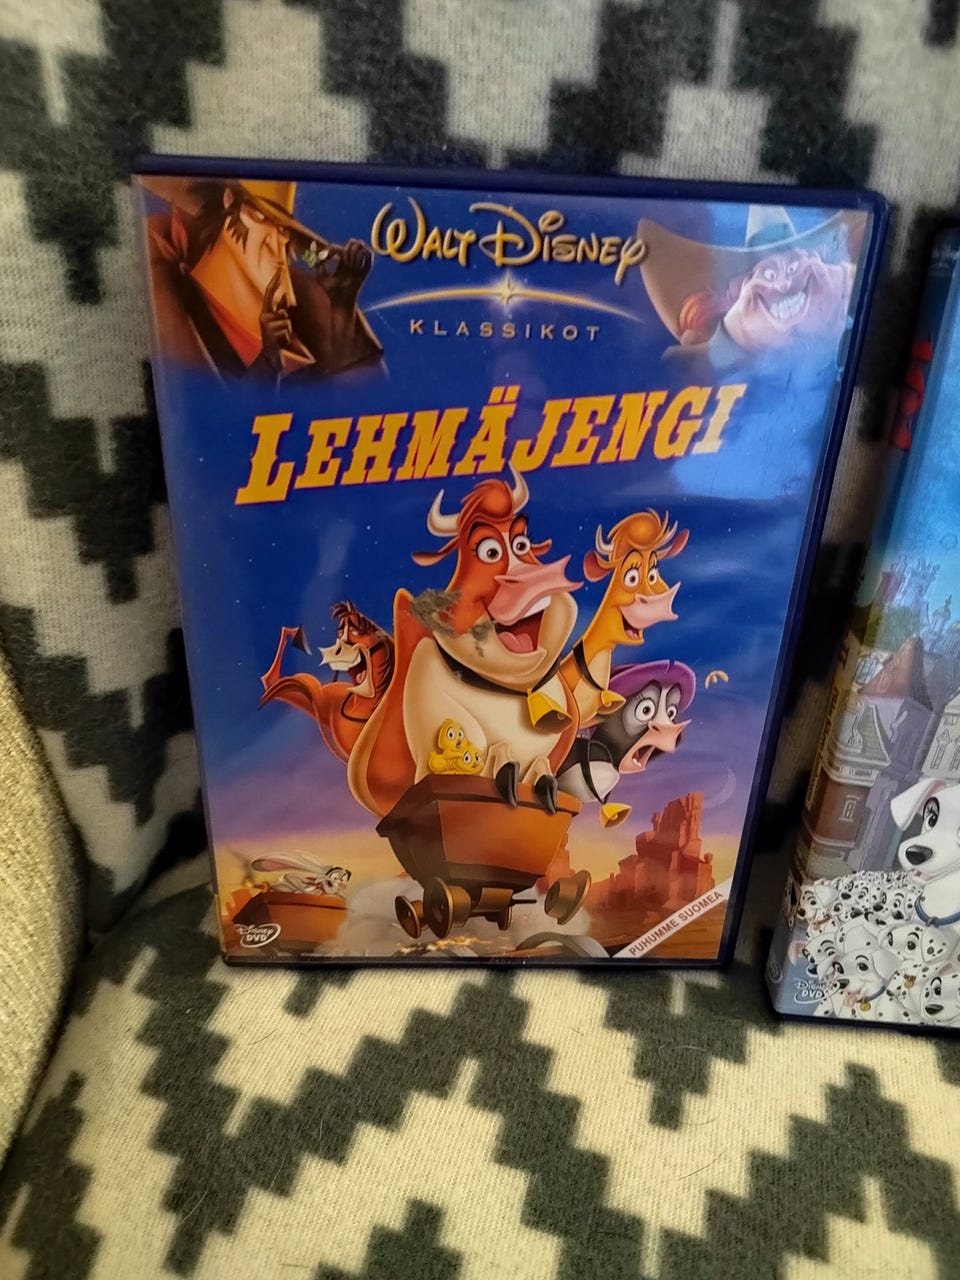 WALT DISNEY
KLASSIKOT
LEHMÄJENGI
PUHUMME SUOMEA
DISNEY
DVD
DISNEY
DVD